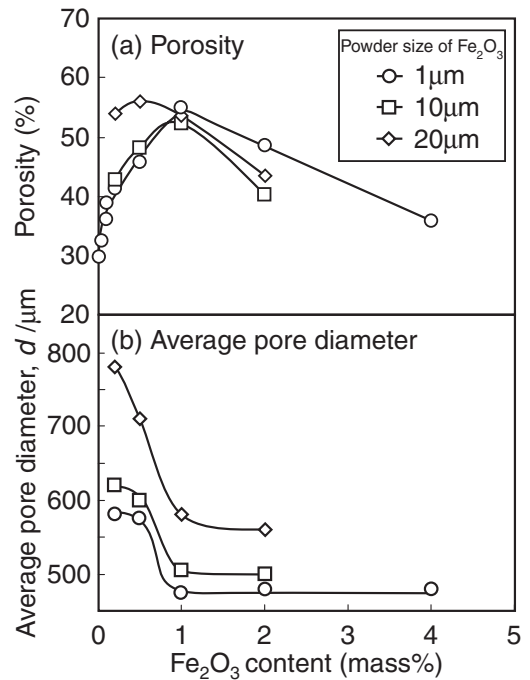 70
(a) Porosity
Powder size of Fe₂O₃
1μm
10μm
20μm
60
50
40
30
20
Porosity (%)
(b) Average pore diameter
800
700
600
500
Average pore diameter, d /μm
0 1 2 3 4 5
Fe₂O₃ content (mass%)